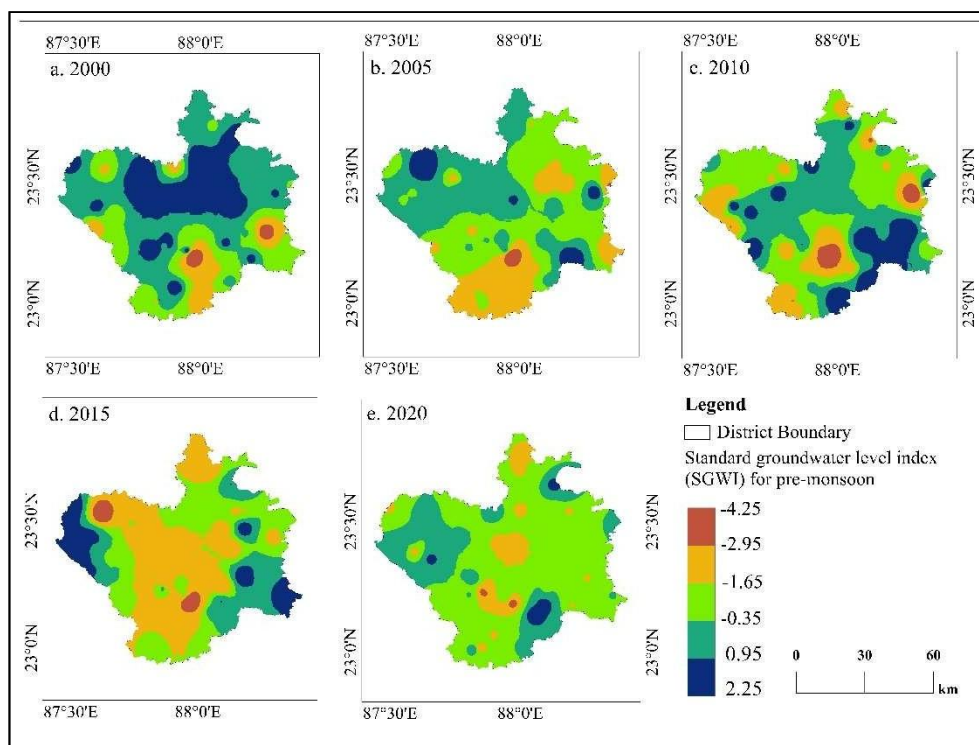 87°30'E 88°0'E 87°30'E 88°0'E 87°30'E 88°0'E
a. 2000 b. 2005 c. 2010
23°30'N 23°30'N 23°30'N 23°30'N
23°0'N 23°0'N 23°0'N 23°0'N
87°30'E 88°0'E 87°30'E 88°0'E 87°30'E 88°0'E
d. 2015 e. 2020
23°30'N 23°30'N 23°30'N
23°0'N 23°0'N 23°0'N
87°30'E 88°0'E 87°30'E 88°0'E
Legend
District Boundary
Standard groundwater level index
(SGWI) for pre-monsoon
-4.25
-2.95
-1.65
-0.35
0.95
2.25
0 30 60
km